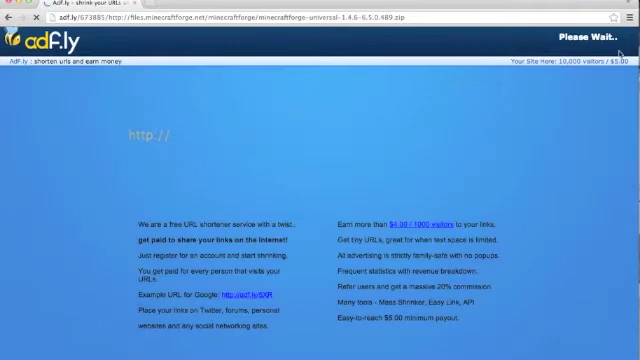 Adf.ly - shrink your URLs
adf.ly/673885/http://files.minecraftforge.net/minecraftforge/minecraftforge-universal-1.4.6-6.5.0.489.zip
adf.ly
Please Wait..
AdF.ly : shorten urls and earn money
Your Site Here: 10,000 visitors / $5.00
http://
We are a free URL shortener service with a twist..
get paid to share your links on the Internet!
Just register for an account and start shrinking.
You get paid for every person that visits your
URLs.
Example URL for Google: http://adf.ly/6XR
Place your links on Twitter, forums, personal
websites and any social networking sites.
Earn more than $4.00 / 1000 visitors to your links.
Get tiny URLs, great for when text space is limited.
All advertising is strictly family-safe with no popups.
Frequent statistics with revenue breakdown.
Refer users and get a massive 20% commission
Many tools - Mass Shrinker, Easy Link, API
Easy-to-reach $5.00 minimum payout.